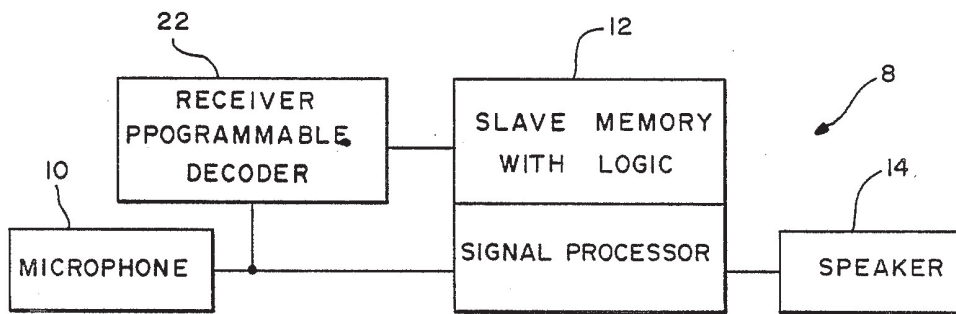 22
12
8
RECEIVER
PPOGRAMMABLE
DECODER
SLAVE MEMORY
WITH LOGIC
10
14
MICROPHONE
SIGNAL PROCESSOR
SPEAKER